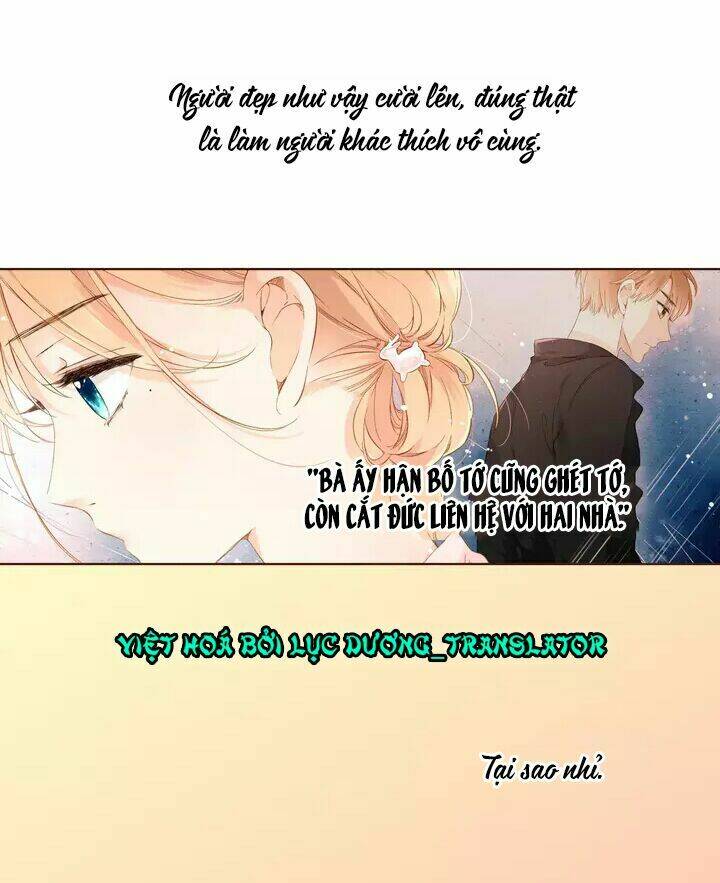 Người đẹp như vậy cười lên, đúng thật
là làm người khác thích vô cùng.
"BÀ ẤY HẬN BỐ TỚ CŨNG GHÉT TỚ,
CÒN CẮT ĐỨC LIÊN HỆ VỚI HAI NHÀ."
VIỆT HOÁ BỞI LỤC DƯƠNG_TRANSLATOR
Tại sao nhỉ.